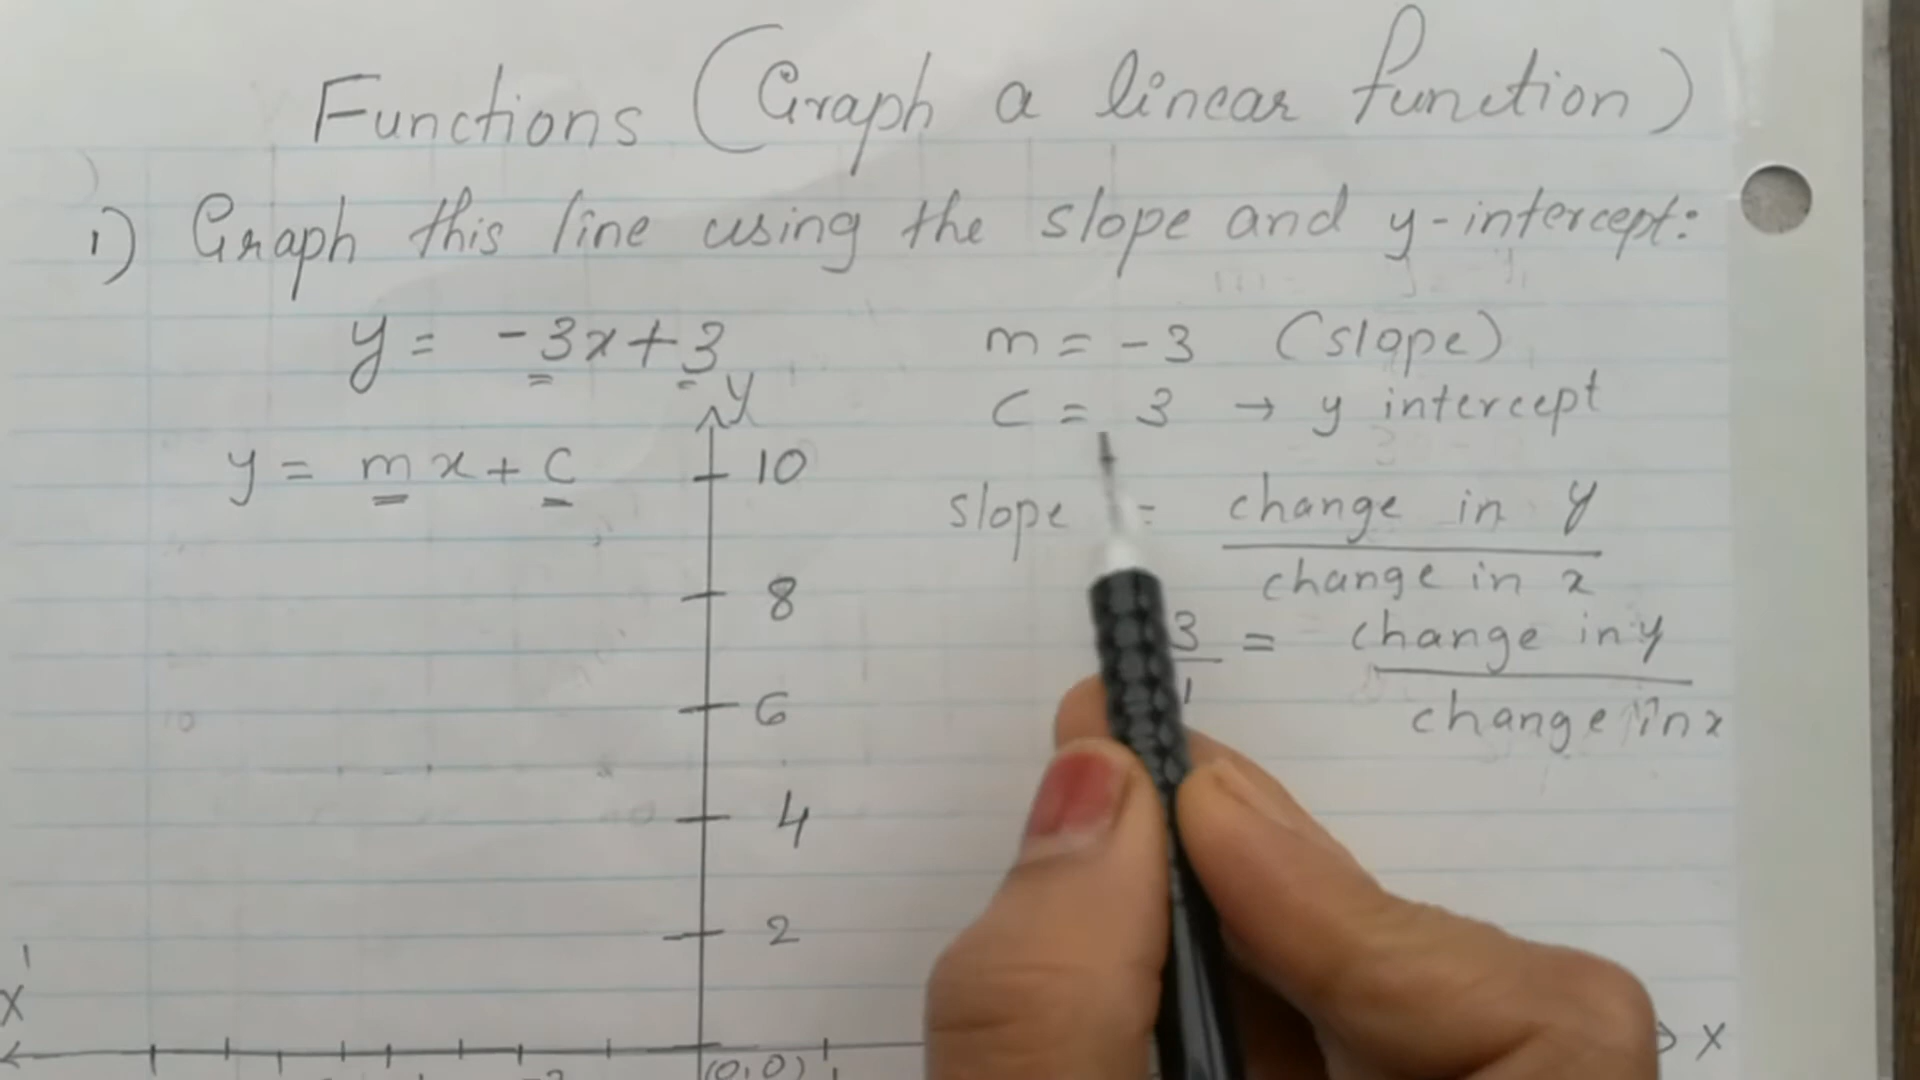 Functions (Graph a linear function)
1) Graph this line using the slope and y-intercept:
y = -3x+3
m = -3 (slope)
c = 3 → y intercept
y = mx + c
slope = change in y
change in x
3 = change in y
1 change in x
y
10
8
6
4
2
X'
(0,0)
X